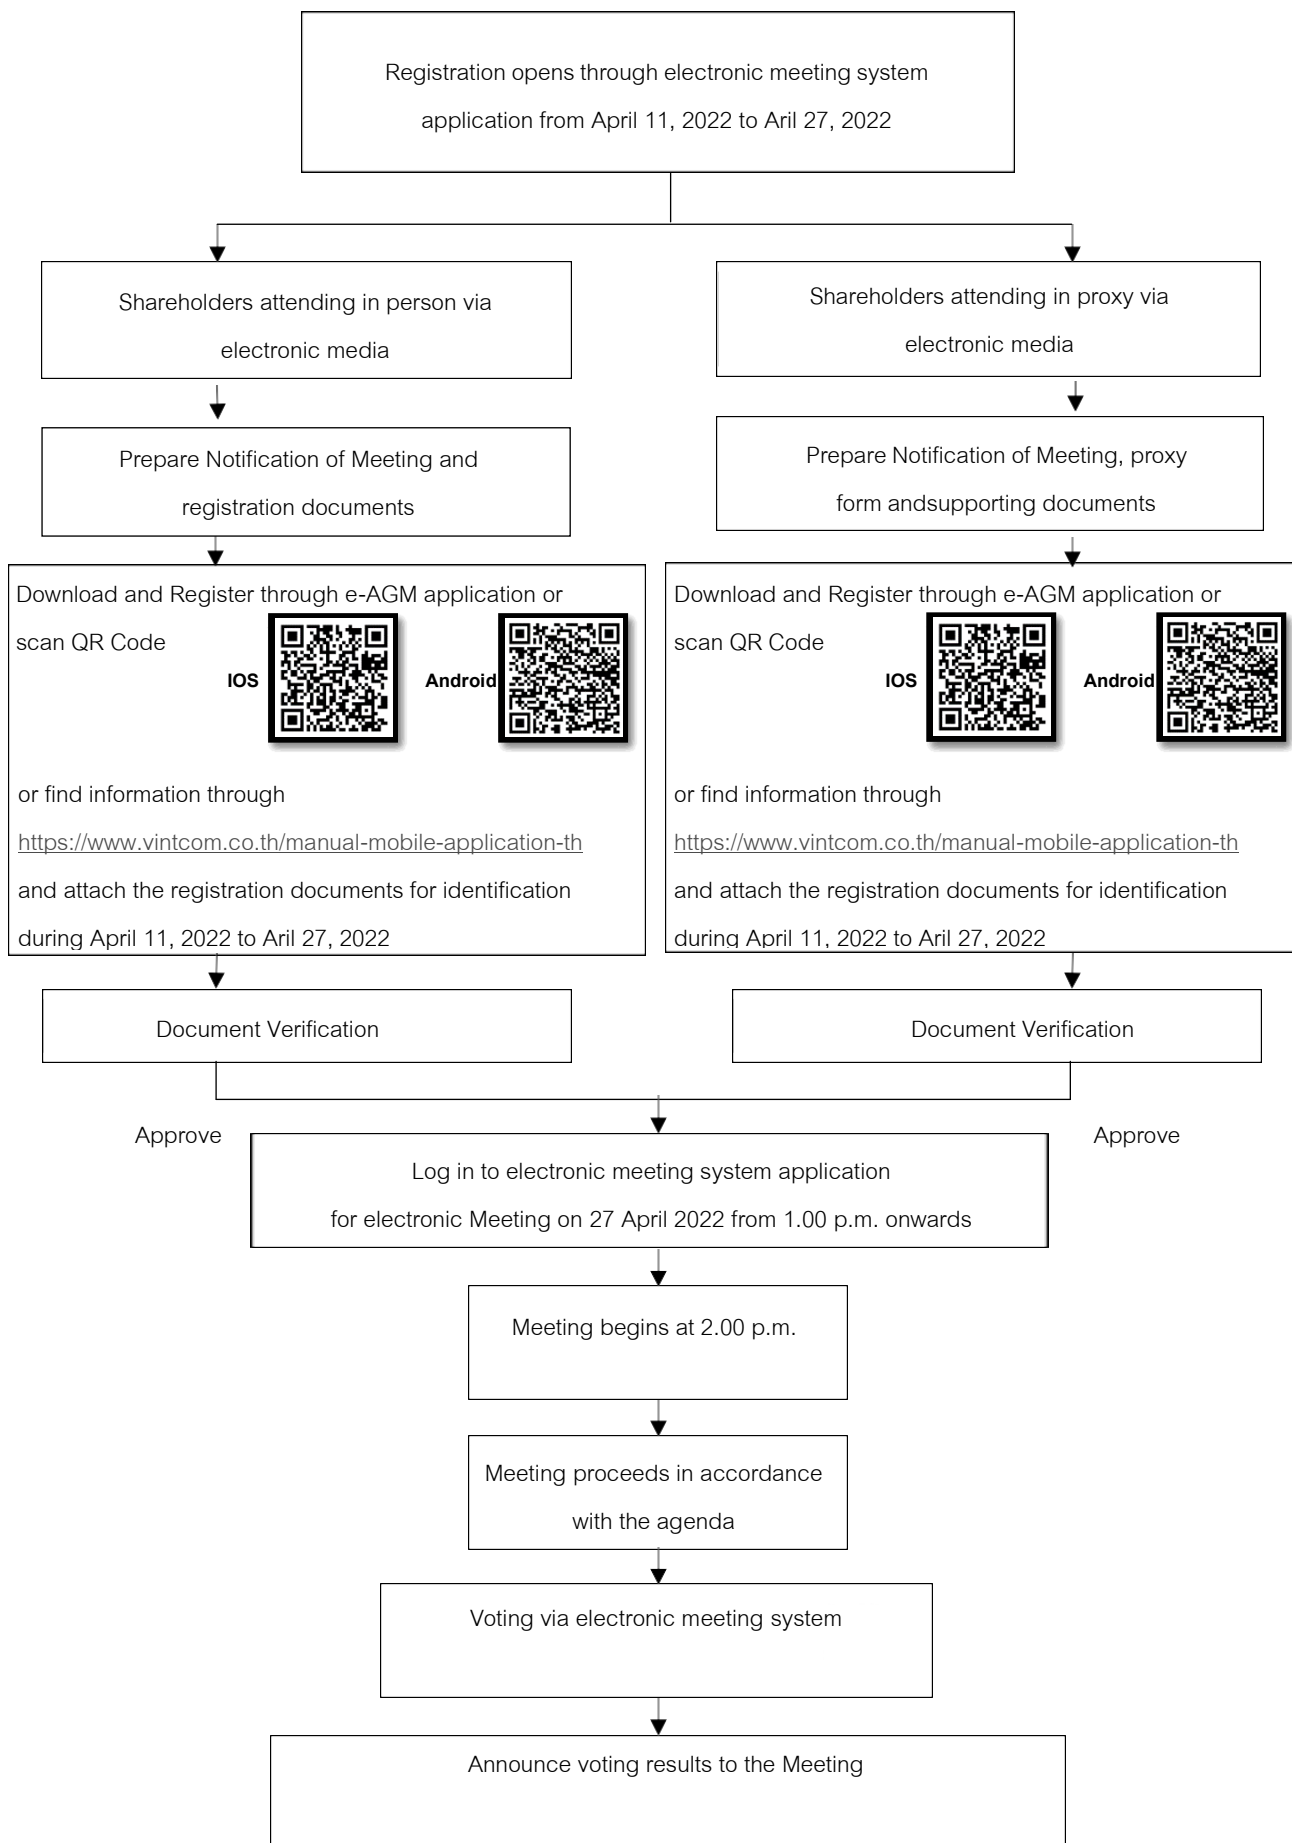 Registration opens through electronic meeting system
application from April 11, 2022 to Aril 27, 2022
Shareholders attending in person via
electronic media
Shareholders attending in proxy via
electronic media
Prepare Notification of Meeting and
registration documents
Prepare Notification of Meeting, proxy
form andsupporting documents
Download and Register through e-AGM application or
scan QR Code
IOS
Android
or find information through
https://www.vintcom.co.th/manual-mobile-application-th
and attach the registration documents for identification
during April 11, 2022 to Aril 27, 2022
Download and Register through e-AGM application or
scan QR Code
IOS
Android
or find information through
https://www.vintcom.co.th/manual-mobile-application-th
and attach the registration documents for identification
during April 11, 2022 to Aril 27, 2022
Document Verification
Document Verification
Approve
Approve
Log in to electronic meeting system application
for electronic Meeting on 27 April 2022 from 1.00 p.m. onwards
Meeting begins at 2.00 p.m.
Meeting proceeds in accordance
with the agenda
Voting via electronic meeting system
Announce voting results to the Meeting